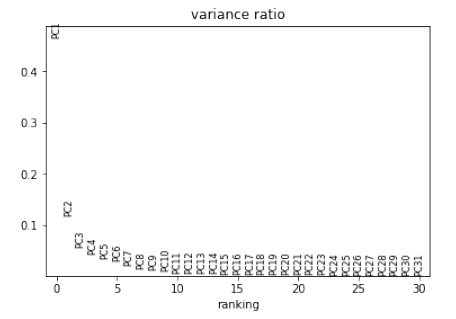 variance ratio
0.4
0.3
0.2
0.1
PC1
PC2
PC3
PC4
PC5
PC6
PC7
PC8
PC9
PC10
PC11
PC12
PC13
PC14
PC15
PC16
PC17
PC18
PC19
PC20
PC21
PC22
PC23
PC24
PC25
PC26
PC27
PC28
PC29
PC30
PC31
0 5 10 15 20 25 30
ranking